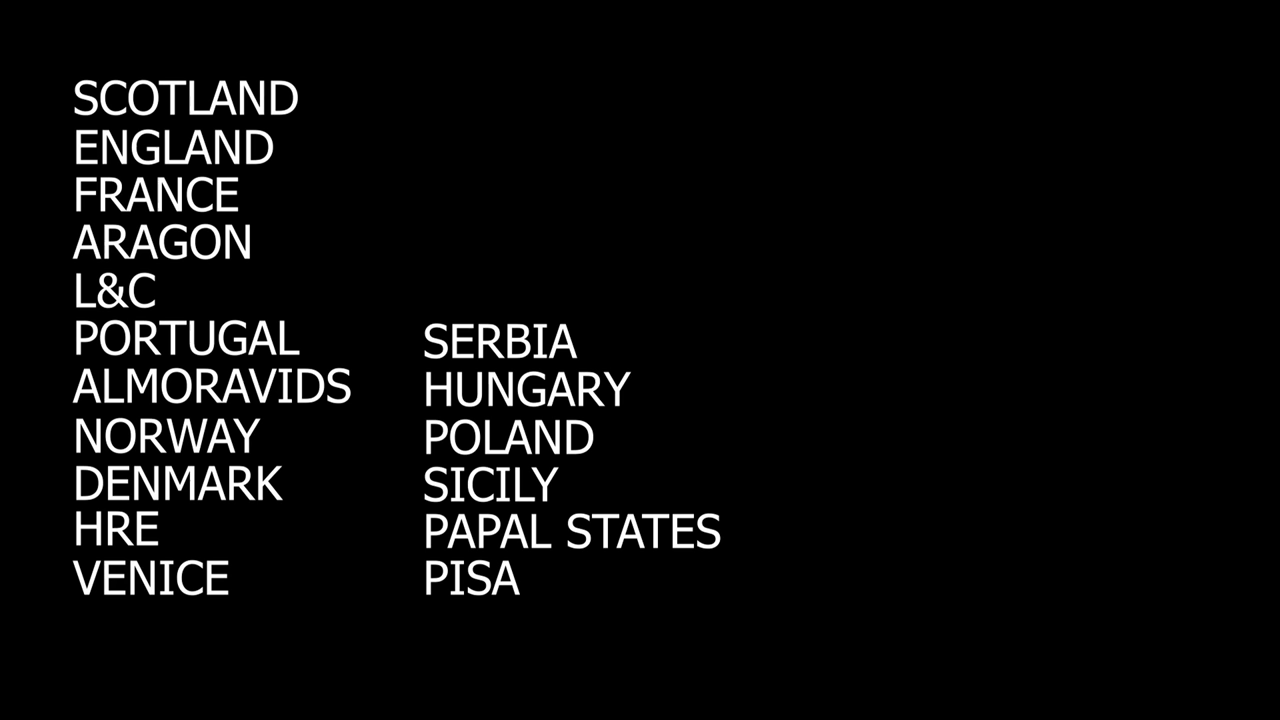 SCOTLAND
ENGLAND
FRANCE
ARAGON
L&C
PORTUGAL
ALMORAVIDS
NORWAY
DENMARK
HRE
VENICE
SERBIA
HUNGARY
POLAND
SICILY
PAPAL STATES
PISA